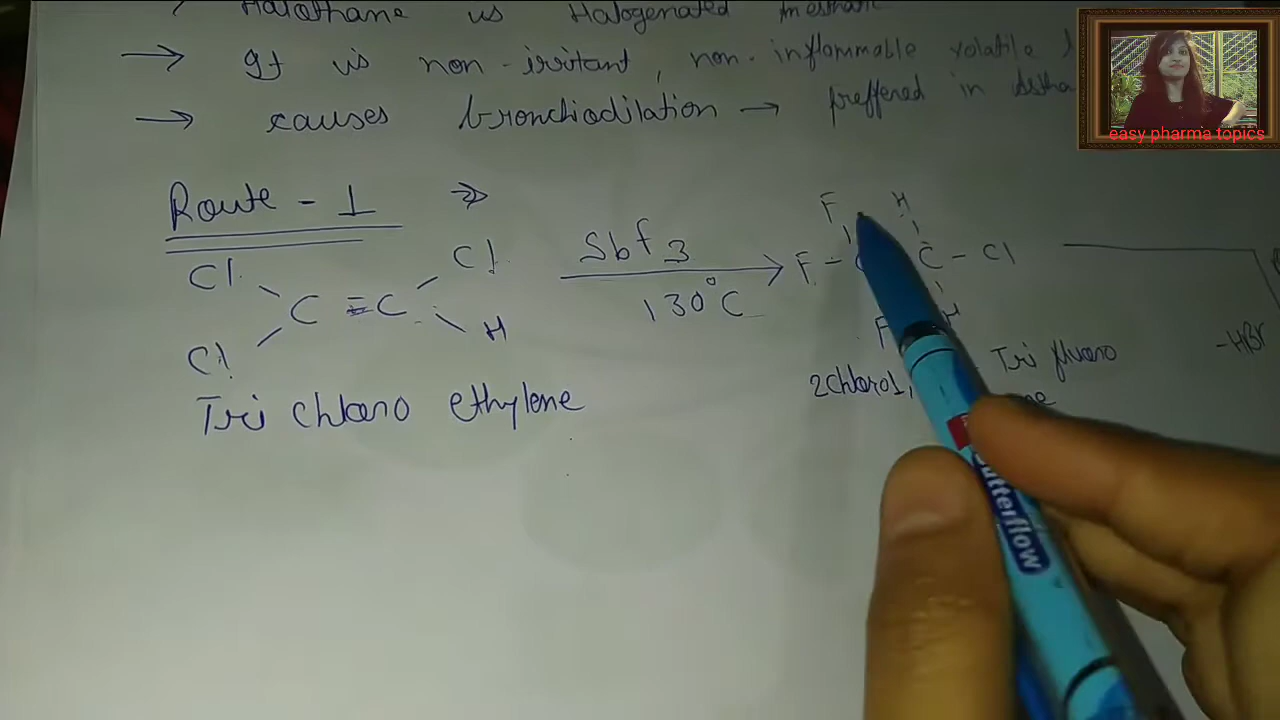 Halothane is Halogenated
→ It is non-irritant, non-inflammable volatile
→ causes bronchiodilation → preffered in
easy pharma topics
Route - 1 ⇒
F H
Cl Cl SbF3 F - C - Cl
C = C 130°C
Cl H F H
2chloro1, Tri fluoro -HBr
Tri chloro ethylene
butterflow